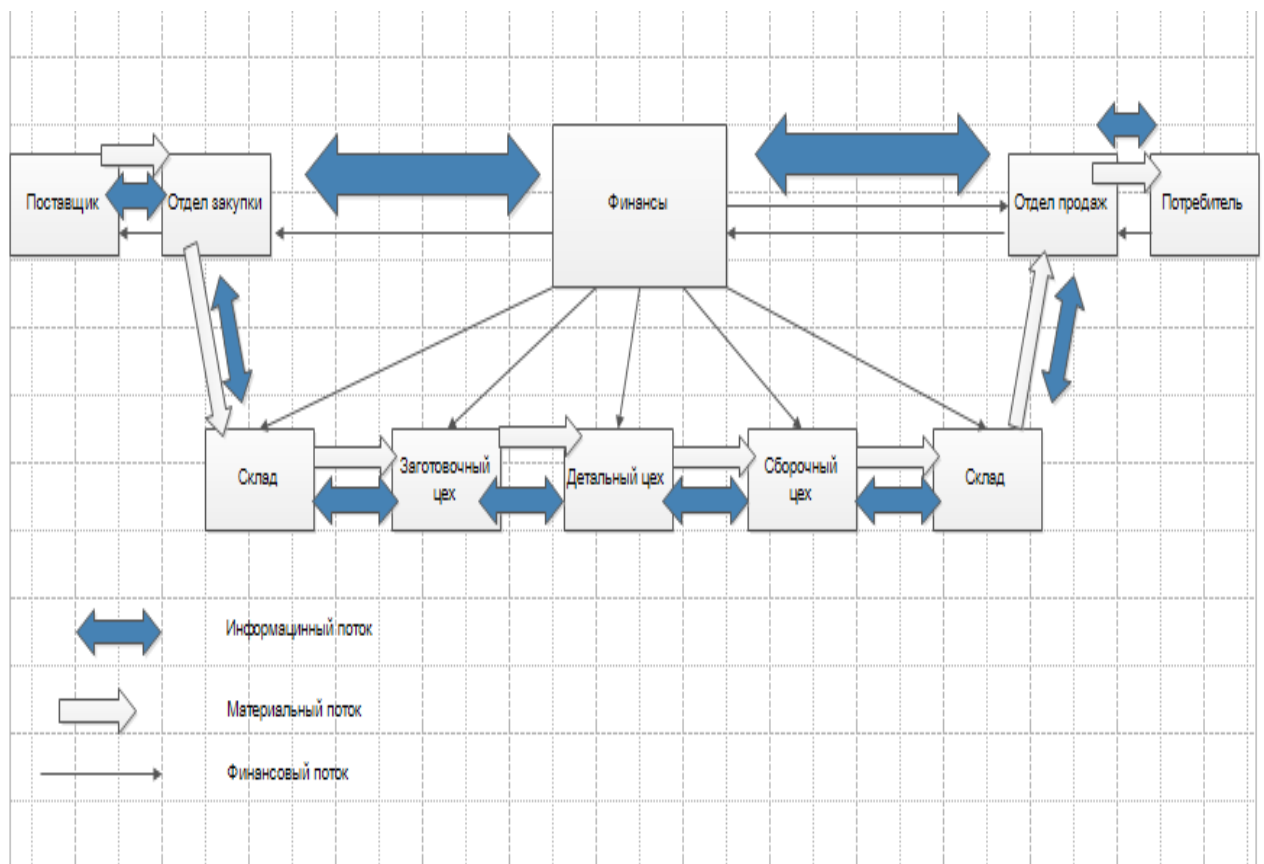 Поставщик
Отдел закупки
Финансы
Отдел продаж
Потребитель
Склад
Заготовочный
цех
Детальный цех
Сборочный
цех
Склад
Информацинный поток
Материальный поток
Финансовый поток